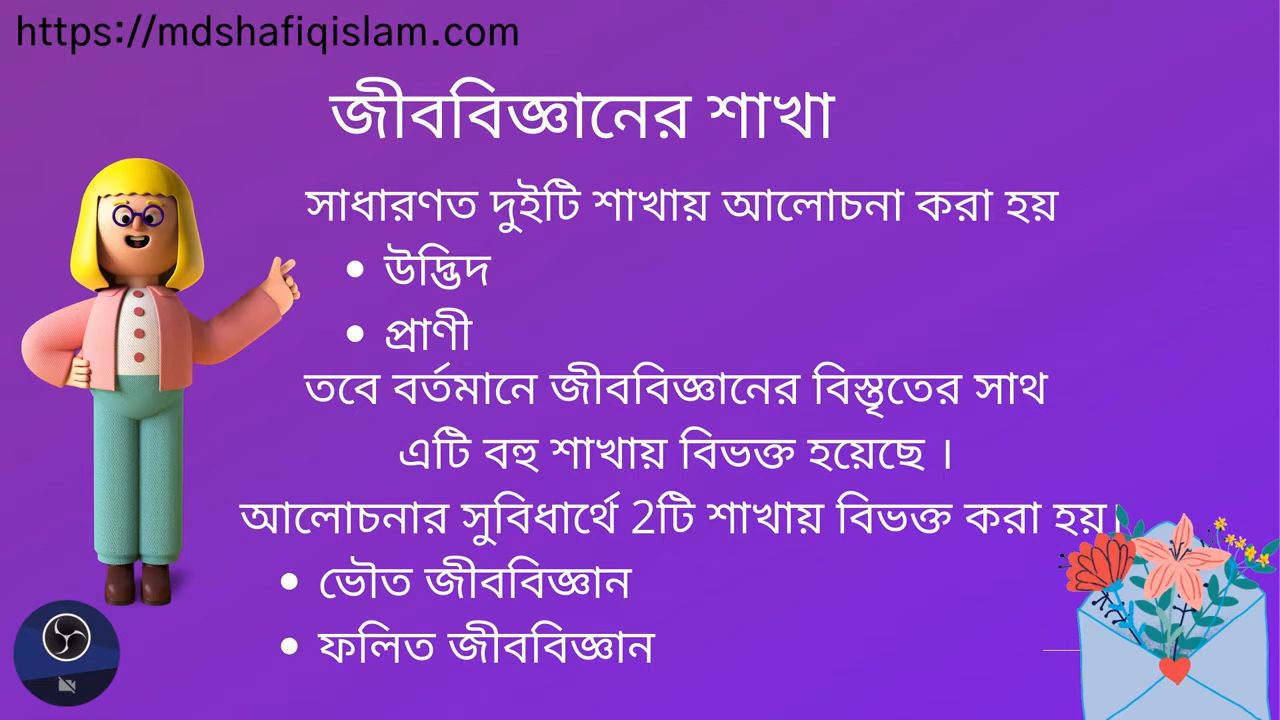 https://mdshafiqislam.com
জীববিজ্ঞানের শাখা
সাধারণত দুইটি শাখায় আলোচনা করা হয়
• উদ্ভিদ
• প্রাণী
তবে বর্তমানে জীববিজ্ঞানের বিস্তৃতের সাথ
এটি বহু শাখায় বিভক্ত হয়েছে ।
আলোচনার সুবিধার্থে 2টি শাখায় বিভক্ত করা হয়।
• ভৌত জীববিজ্ঞান
• ফলিত জীববিজ্ঞান